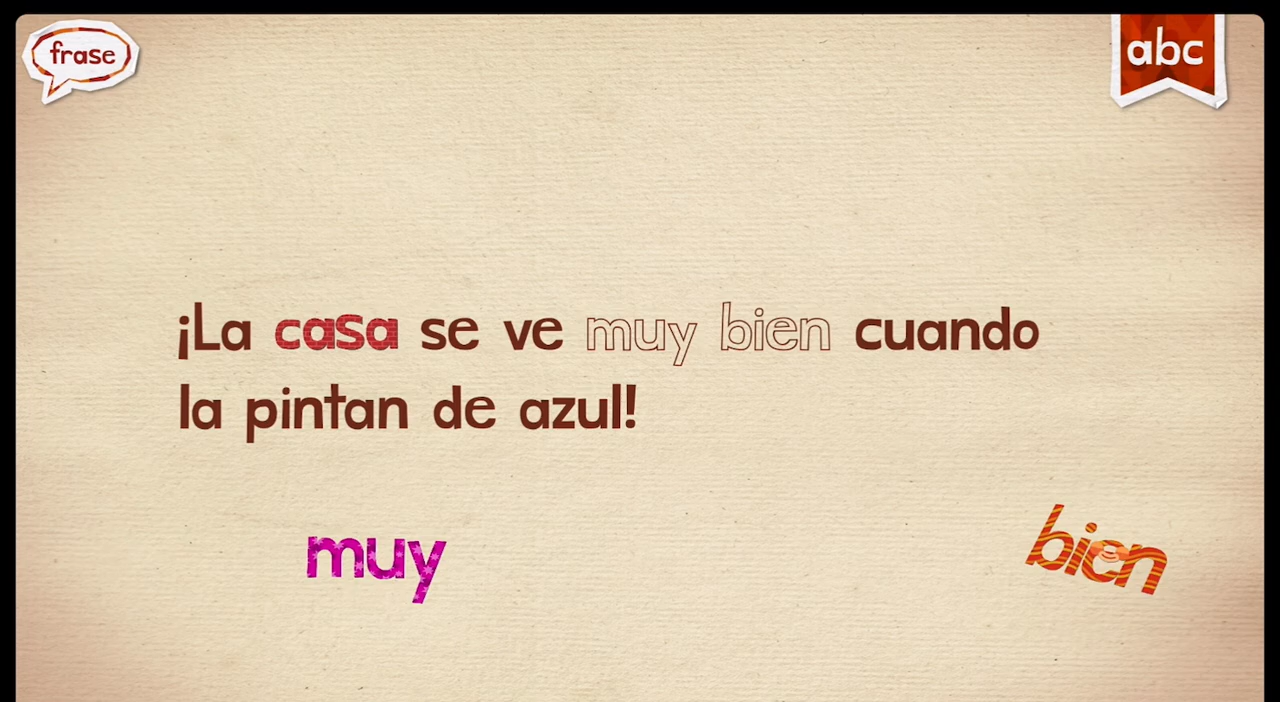 frase
abc
¡La casa se ve muy bien cuando
la pintan de azul!
muy
bien